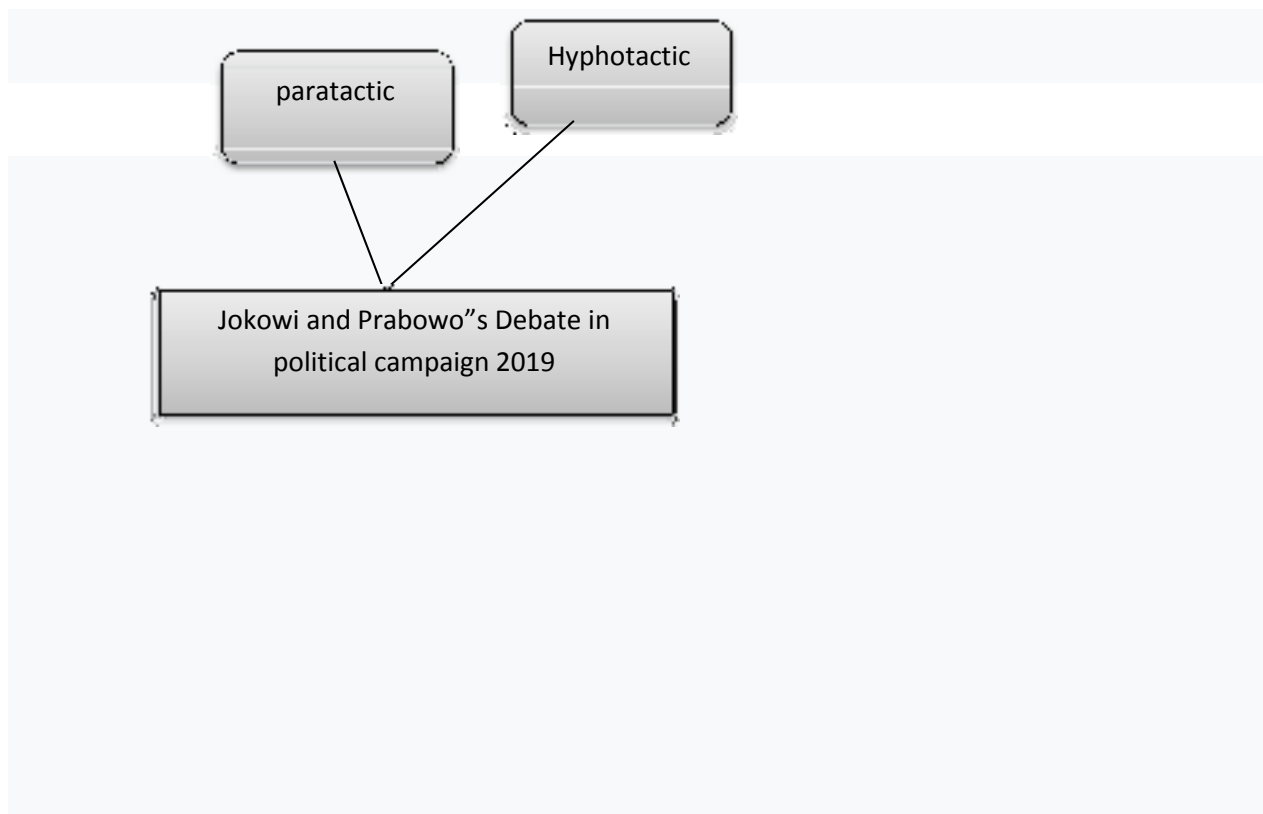 paratactic
Hyphotactic
Jokowi and Prabowo”s Debate in
political campaign 2019